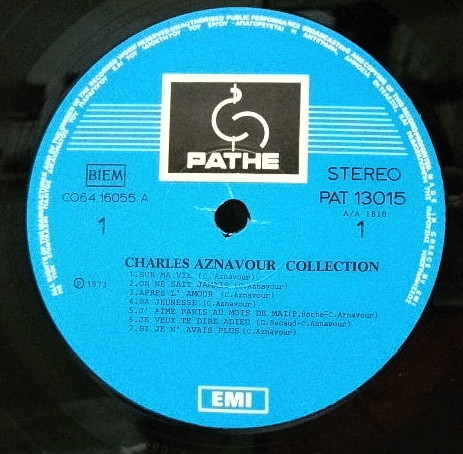 PATHE
BIEM
STEREO
CO64 16055 A
PAT 13015
A/A 1818
1
1
CHARLES AZNAVOUR COLLECTION
℗ 1973
1.SUR MA VIE (C.Aznavour)
2.ON NE SAIT JAMAIS (C.Aznavour)
3.APRES L' AMOUR (C.Aznavour)
4.SA JEUNESSE.(C.Aznavour)
5.J' AIME PARIS AU MOIS DE MAI(P.Roche-C.Aznavour)
6.JE VEUX TE DIRE ADIEU (G.Becaud-C.Aznavour)
7.SI JE N' AVAIS PLUS(C.Aznavour)
EMI